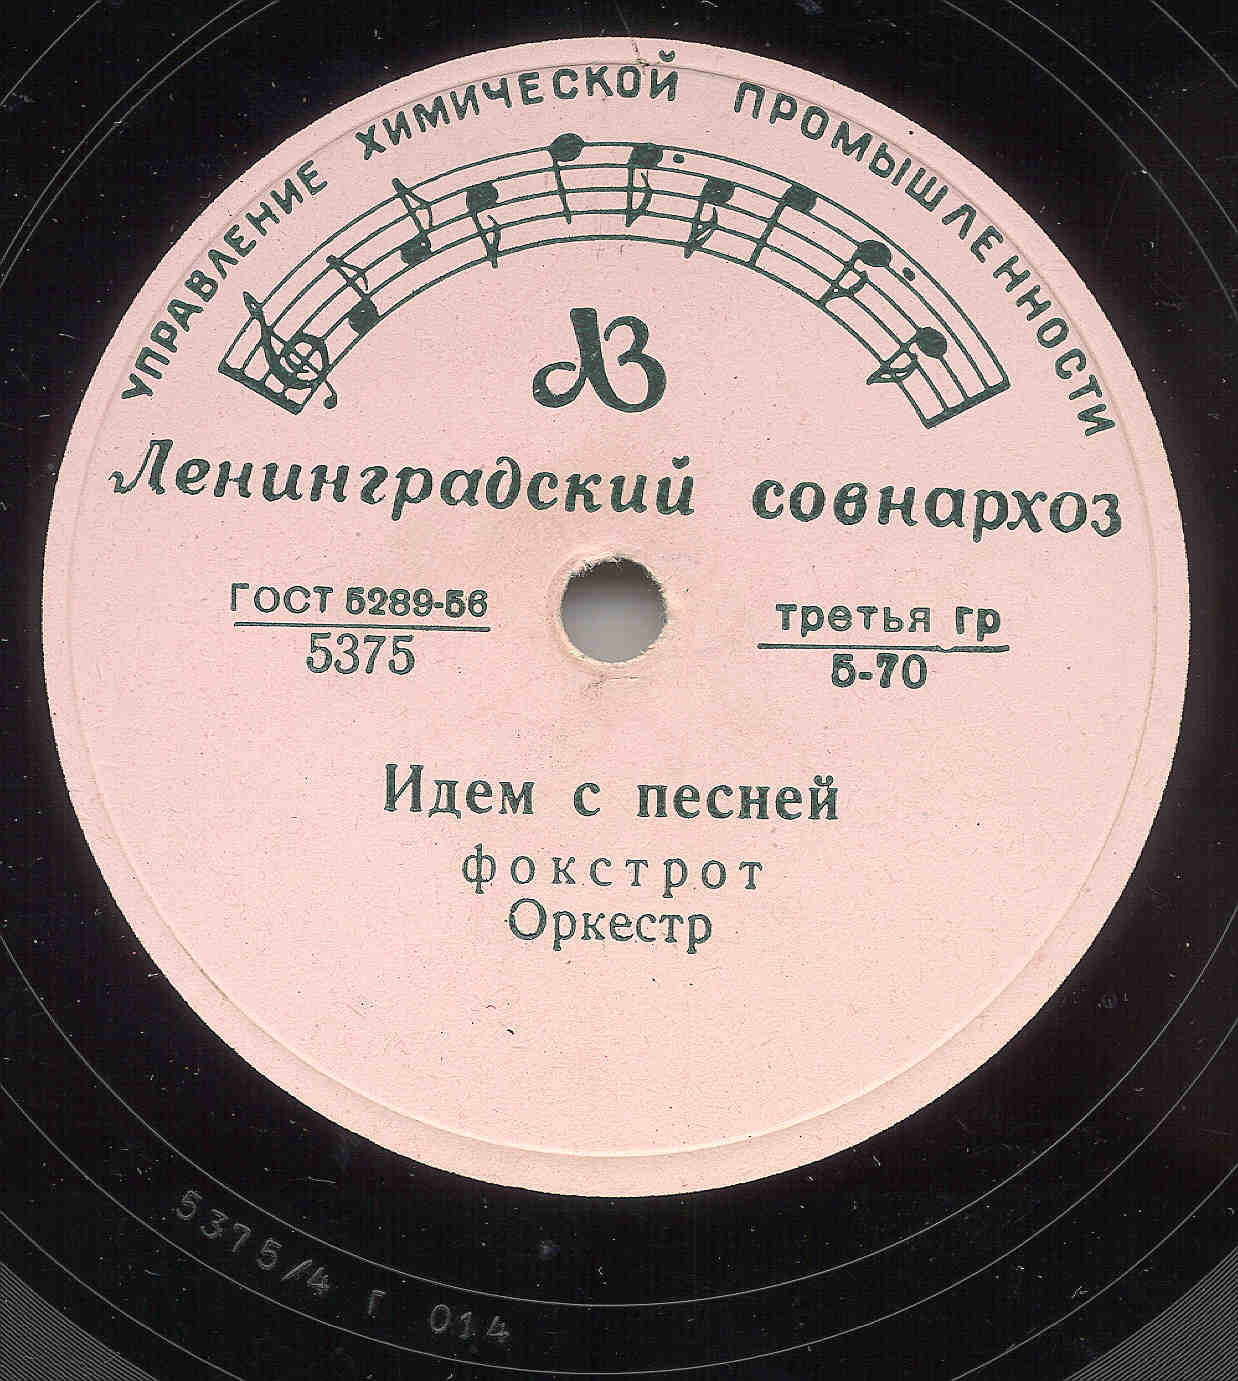 УПРАВЛЕНИЕ ХИМИЧЕСКОЙ ПРОМЫШЛЕННОСТИ
ЛЗ
Ленинградский совнархоз
ГОСТ 5289-56
5375
третья гр
5-70
Идем с песней
фокстрот
Оркестр
5375/4 г 014